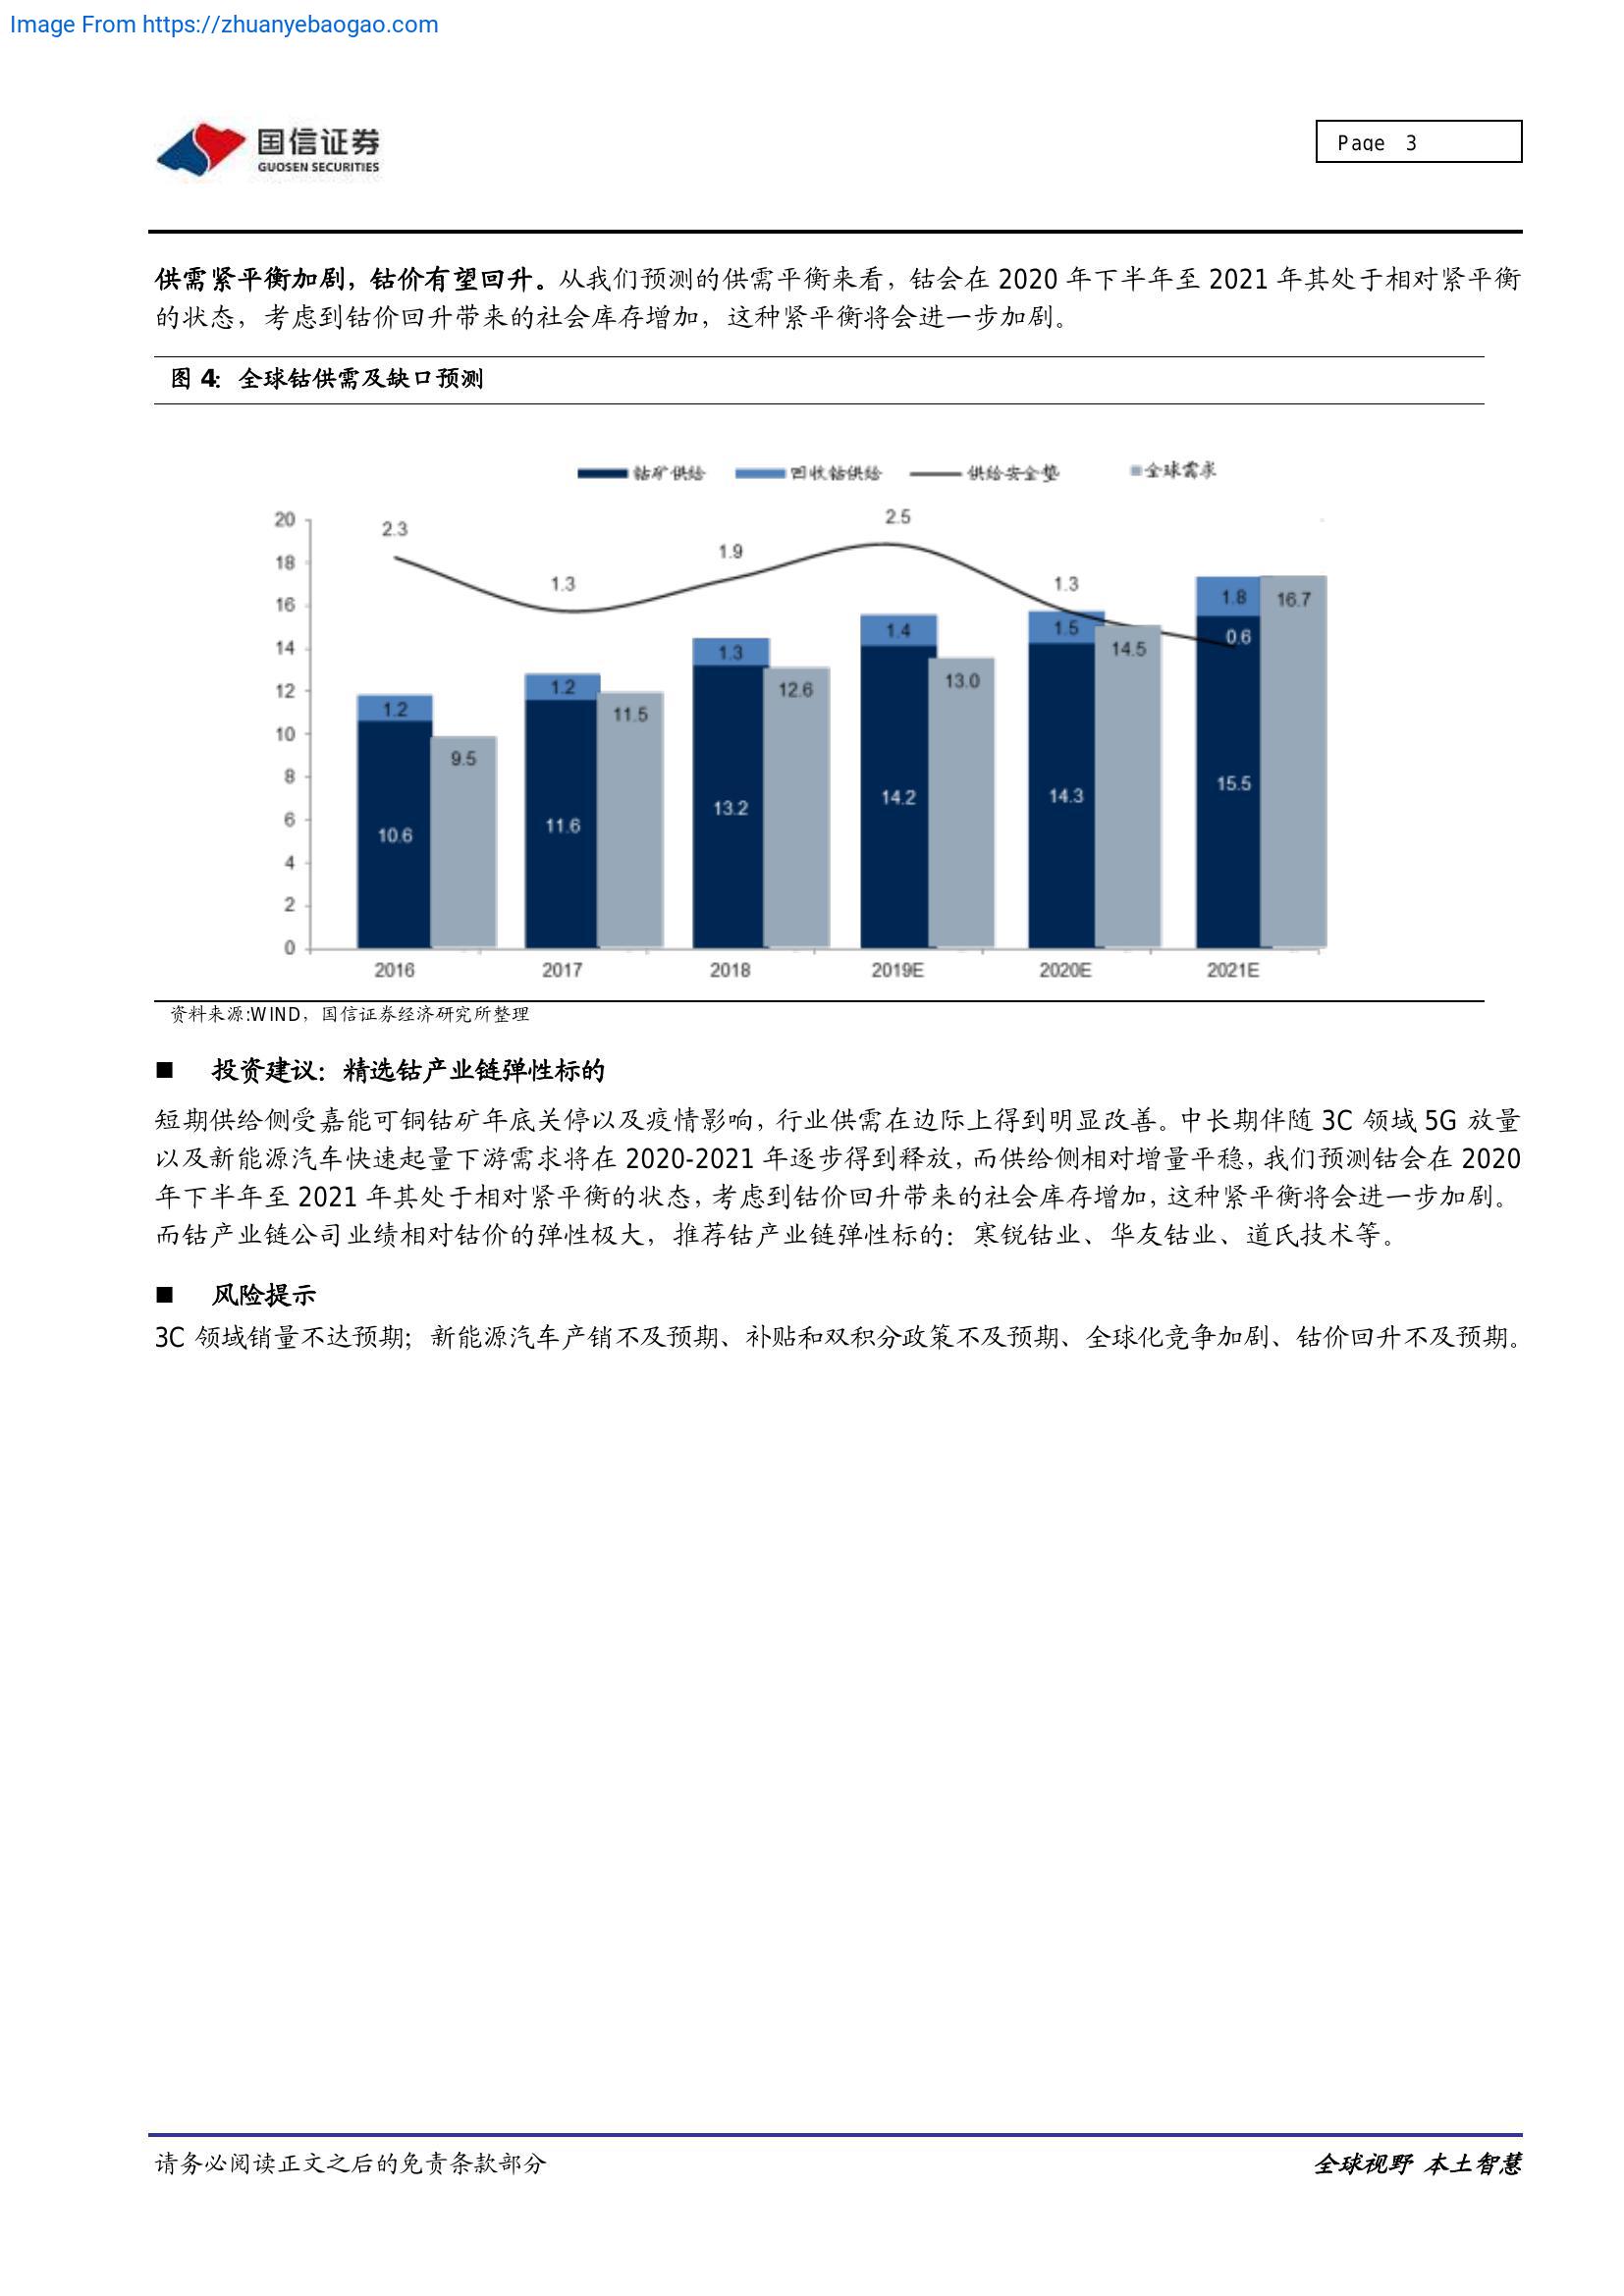 Image From https://zhuanyebaogao.com
国信证券
GUOSEN SECURITIES
Page 3
供需紧平衡加剧，钴价有望回升。从我们预测的供需平衡来看，钴会在 2020 年下半年至 2021 年其处于相对紧平衡
的状态，考虑到钴价回升带来的社会库存增加，这种紧平衡将会进一步加剧。
图 4：全球钴供需及缺口预测
钴矿供给 回收钴供给 供给安全垫 全球需求
20
18
16
14
12
10
8
6
4
2
0
2.3 1.3 1.9 2.5 1.3 0.6
1.2 1.2 1.3 1.4 1.5 1.8
9.5 11.5 12.6 13.0 14.5 16.7
10.6 11.6 13.2 14.2 14.3 15.5
2016 2017 2018 2019E 2020E 2021E
资料来源:WIND，国信证券经济研究所整理
■ 投资建议：精选钴产业链弹性标的
短期供给侧受嘉能可铜钴矿年底关停以及疫情影响，行业供需在边际上得到明显改善。中长期伴随 3C 领域 5G 放量
以及新能源汽车快速起量下游需求将在 2020-2021 年逐步得到释放，而供给侧相对增量平稳，我们预测钴会在 2020
年下半年至 2021 年其处于相对紧平衡的状态，考虑到钴价回升带来的社会库存增加，这种紧平衡将会进一步加剧。
而钴产业链公司业绩相对钴价的弹性极大，推荐钴产业链弹性标的：寒锐钴业、华友钴业、道氏技术等。
■ 风险提示
3C 领域销量不达预期；新能源汽车产销不及预期、补贴和双积分政策不及预期、全球化竞争加剧、钴价回升不及预期。
请务必阅读正文之后的免责条款部分
全球视野 本土智慧